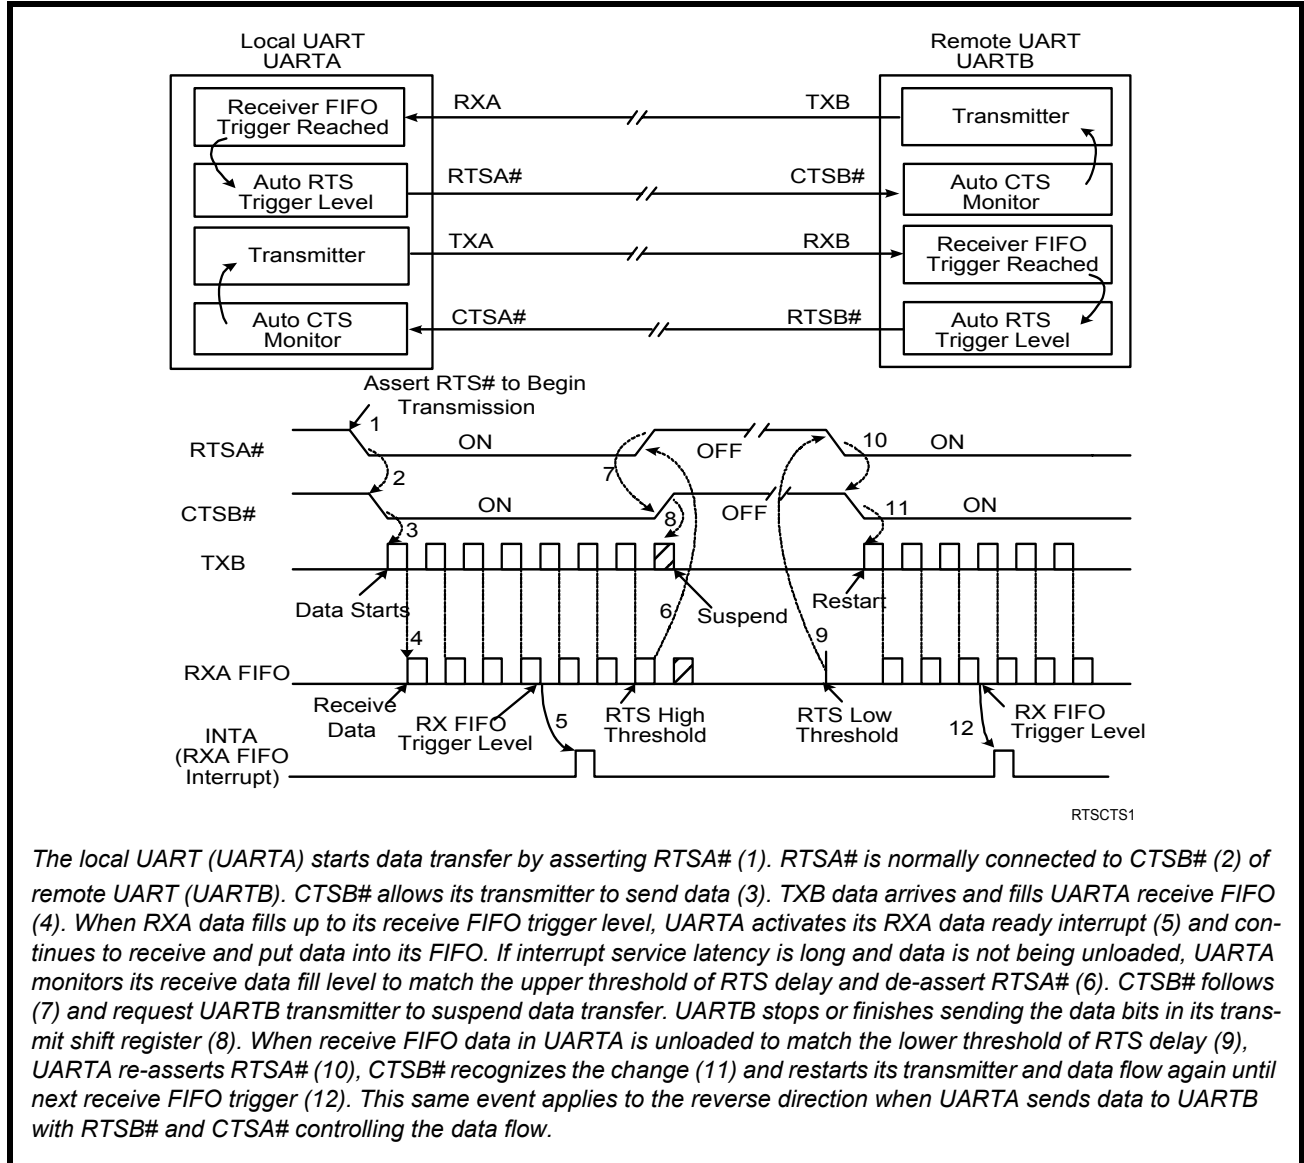 Local UART
UARTA
Remote UART
UARTB
Receiver FIFO
Trigger Reached
RXA
TXB
Transmitter
Auto RTS
Trigger Level
RTSA#
CTSB#
Auto CTS
Monitor
Transmitter
TXA
RXB
Receiver FIFO
Trigger Reached
Auto CTS
Monitor
CTSA#
RTSB#
Auto RTS
Trigger Level
Assert RTS# to Begin
Transmission
1
RTSA#
ON
7
OFF
10
ON
2
CTSB#
ON
8
OFF
11
ON
3
TXB
Data Starts
6
Suspend
Restart
4
9
RXA FIFO
Receive
Data
RX FIFO
Trigger Level
5
RTS High
Threshold
RTS Low
Threshold
12
RX FIFO
Trigger Level
INTA
(RXA FIFO
Interrupt)
RTSCTS1
The local UART (UARTA) starts data transfer by asserting RTSA# (1). RTSA# is normally connected to CTSB# (2) of
remote UART (UARTB). CTSB# allows its transmitter to send data (3). TXB data arrives and fills UARTA receive FIFO
(4). When RXA data fills up to its receive FIFO trigger level, UARTA activates its RXA data ready interrupt (5) and con-
tinues to receive and put data into its FIFO. If interrupt service latency is long and data is not being unloaded, UARTA
monitors its receive data fill level to match the upper threshold of RTS delay and de-assert RTSA# (6). CTSB# follows
(7) and request UARTB transmitter to suspend data transfer. UARTB stops or finishes sending the data bits in its trans-
mit shift register (8). When receive FIFO data in UARTA is unloaded to match the lower threshold of RTS delay (9),
UARTA re-asserts RTSA# (10), CTSB# recognizes the change (11) and restarts its transmitter and data flow again until
next receive FIFO trigger (12). This same event applies to the reverse direction when UARTA sends data to UARTB
with RTSB# and CTSA# controlling the data flow.